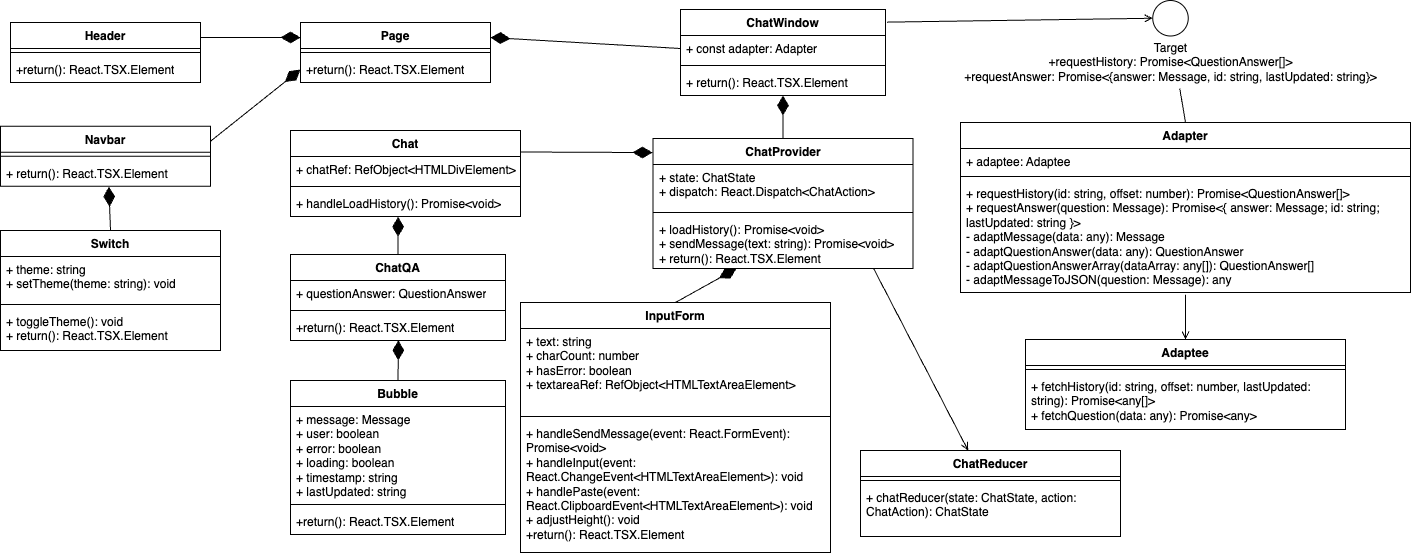 Header
+return(): React.TSX.Element
Page
+return(): React.TSX.Element
ChatWindow
+ const adapter: Adapter
+ return(): React.TSX.Element
Target
+requestHistory: Promise<QuestionAnswer[]>
+requestAnswer: Promise<{answer: Message, id: string, lastUpdated: string}>
Navbar
+ return(): React.TSX.Element
Switch
+ theme: string
+ setTheme(theme: string): void
+ toggleTheme(): void
+ return(): React.TSX.Element
Chat
+ chatRef: RefObject<HTMLDivElement>
+ handleLoadHistory(): Promise<void>
ChatQA
+ questionAnswer: QuestionAnswer
+return(): React.TSX.Element
Bubble
+ message: Message
+ user: boolean
+ error: boolean
+ loading: boolean
+ timestamp: string
+ lastUpdated: string
+return(): React.TSX.Element
ChatProvider
+ state: ChatState
+ dispatch: React.Dispatch<ChatAction>
+ loadHistory(): Promise<void>
+ sendMessage(text: string): Promise<void>
+ return(): React.TSX.Element
InputForm
+ text: string
+ charCount: number
+ hasError: boolean
+ textareaRef: RefObject<HTMLTextAreaElement>
+ handleSendMessage(event: React.FormEvent):
Promise<void>
+ handleInput(event:
React.ChangeEvent<HTMLTextAreaElement>): void
+ handlePaste(event:
React.ClipboardEvent<HTMLTextAreaElement>): void
+ adjustHeight(): void
+return(): React.TSX.Element
Adapter
+ adaptee: Adaptee
+ requestHistory(id: string, offset: number): Promise<QuestionAnswer[]>
+ requestAnswer(question: Message): Promise<{ answer: Message; id: string;
lastUpdated: string }>
- adaptMessage(data: any): Message
- adaptQuestionAnswer(data: any): QuestionAnswer
- adaptQuestionAnswerArray(dataArray: any[]): QuestionAnswer[]
- adaptMessageToJSON(question: Message): any
Adaptee
+ fetchHistory(id: string, offset: number, lastUpdated:
string): Promise<any[]>
+ fetchQuestion(data: any): Promise<any>
ChatReducer
+ chatReducer(state: ChatState, action:
ChatAction): ChatState